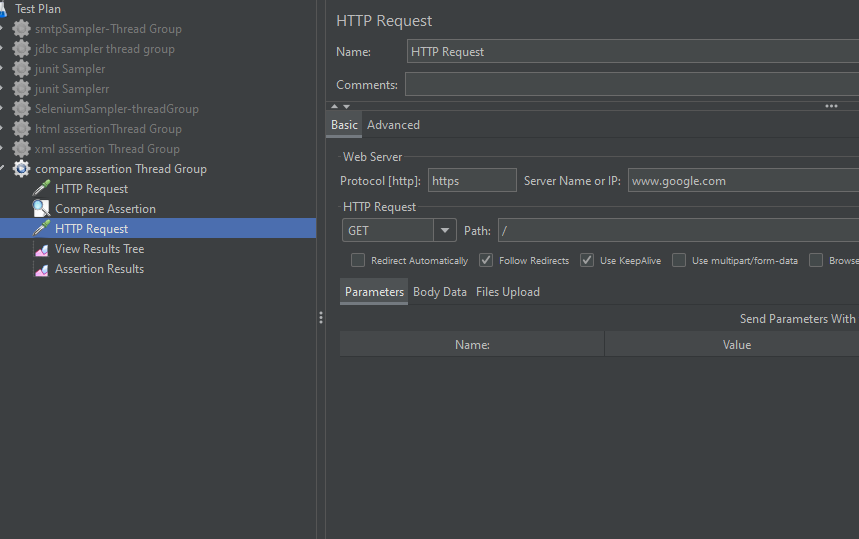 Test Plan
smtpSampler-Thread Group
jdbc sampler thread group
junit Sampler
junit Samplerr
SeleniumSampler-threadGroup
html assertionThread Group
xml assertion Thread Group
compare assertion Thread Group
HTTP Request
Compare Assertion
HTTP Request
View Results Tree
Assertion Results
HTTP Request
Name: HTTP Request
Comments:
Basic Advanced
Web Server
Protocol [http]: https Server Name or IP: www.google.com
HTTP Request
GET Path: /
Redirect Automatically Follow Redirects Use KeepAlive Use multipart/form-data Browse
Parameters Body Data Files Upload
Send Parameters With
Name: Value